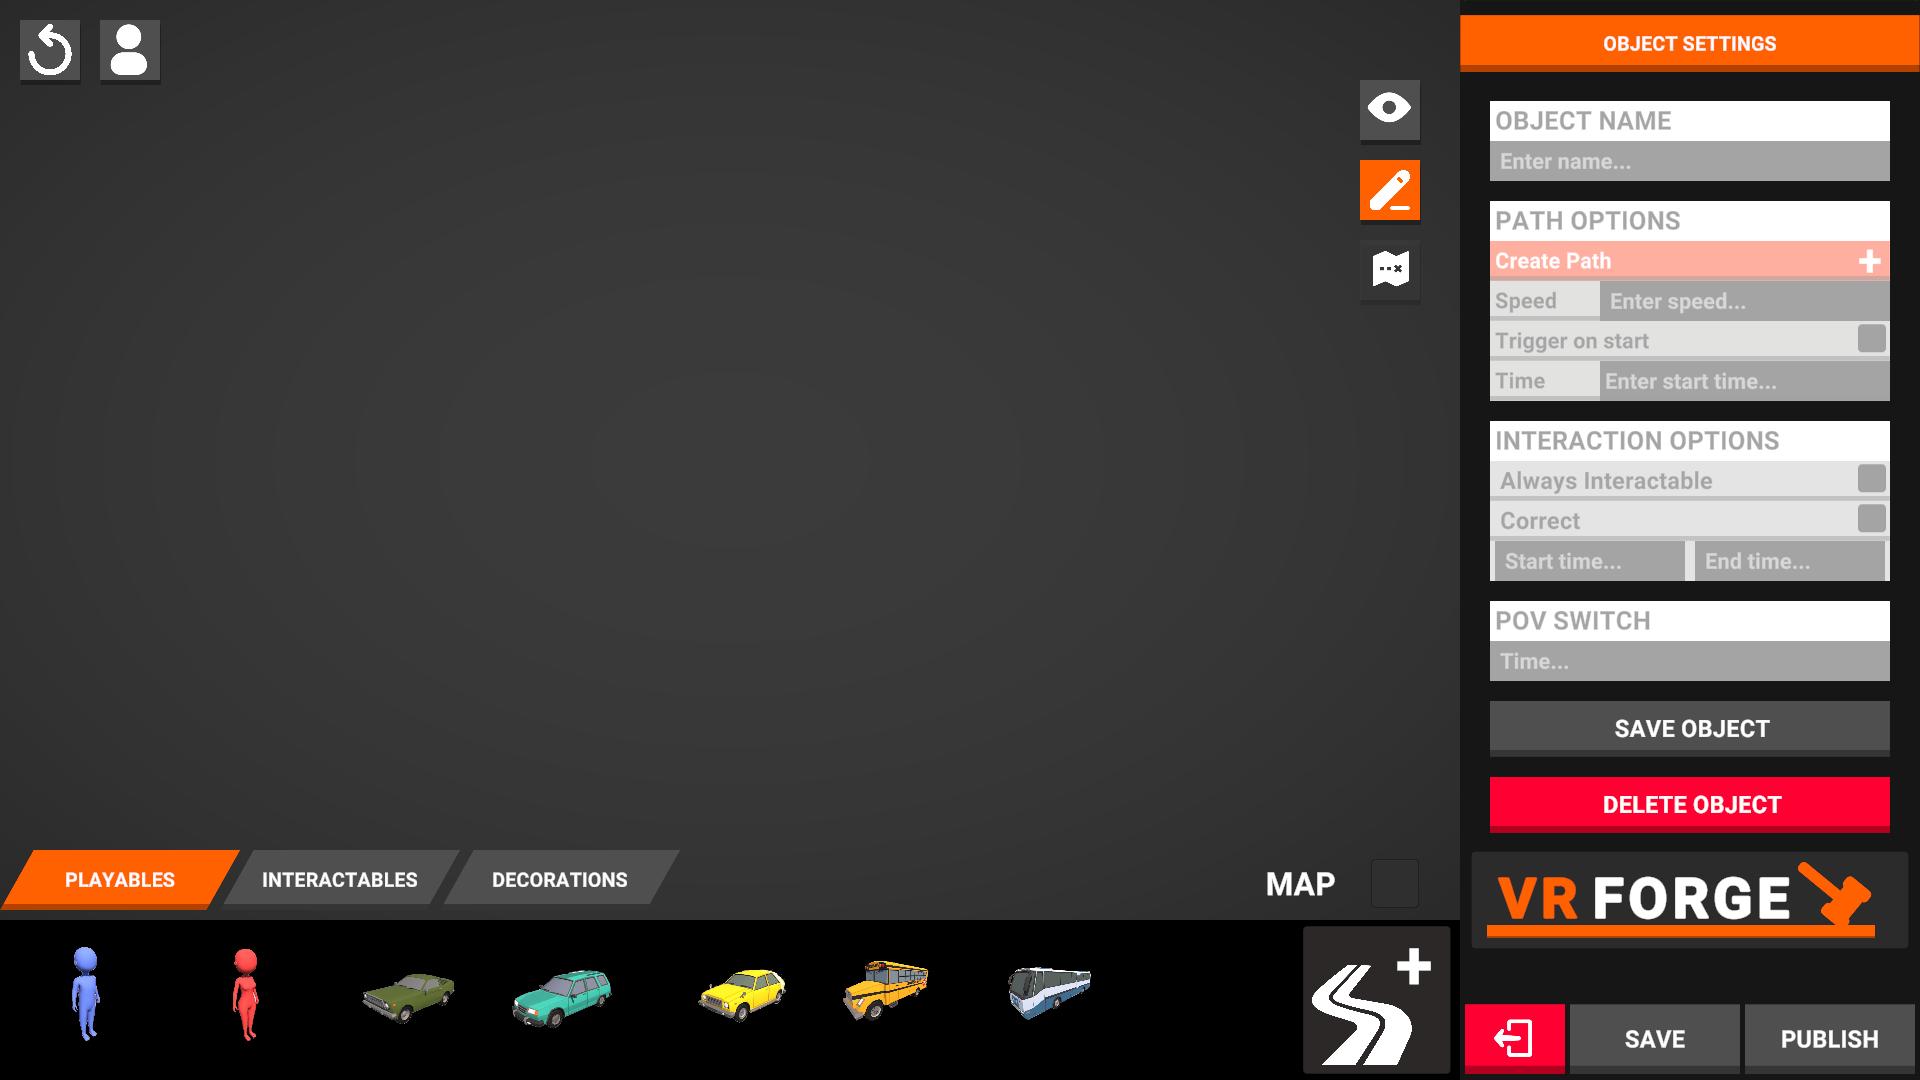 OBJECT SETTINGS
OBJECT NAME
Enter name...
PATH OPTIONS
Create Path
Speed Enter speed...
Trigger on start
Time Enter start time...
INTERACTION OPTIONS
Always Interactable
Correct
Start time... End time...
POV SWITCH
Time...
SAVE OBJECT
DELETE OBJECT
PLAYABLES INTERACTABLES DECORATIONS MAP
VR FORGE
SAVE PUBLISH